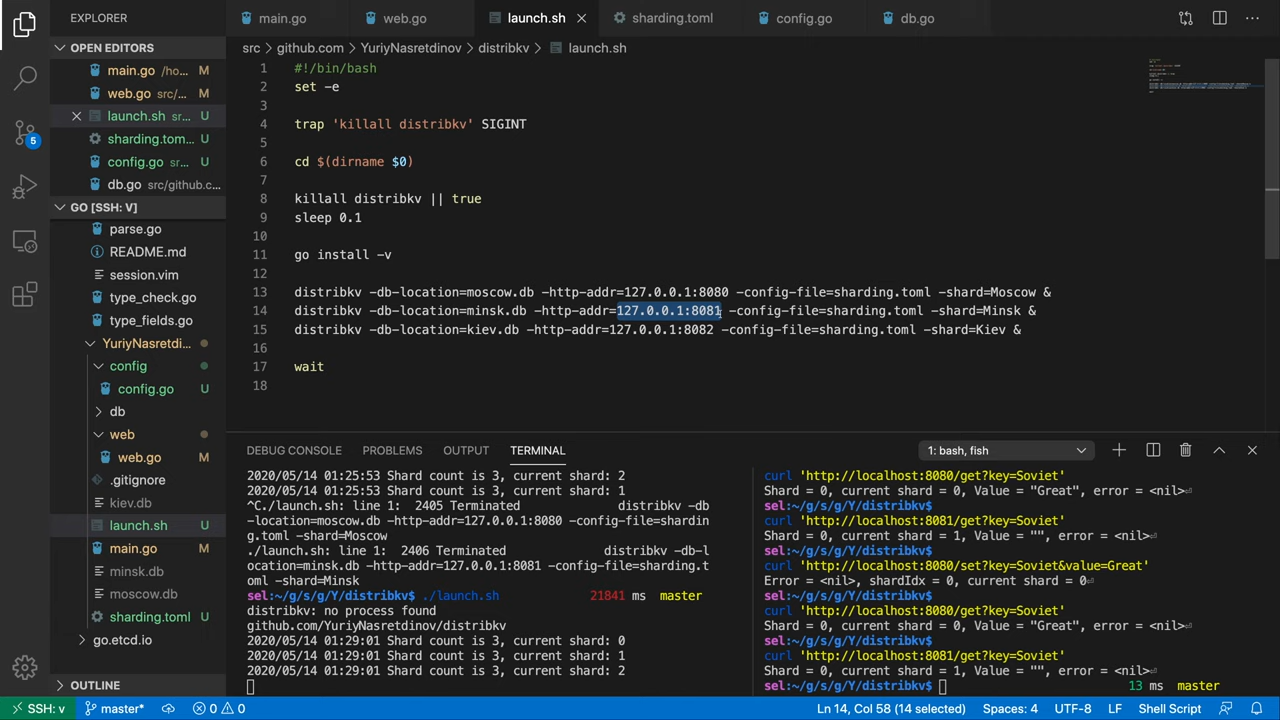 EXPLORER
main.go
web.go
launch.sh
sharding.toml
config.go
db.go
src > github.com > YuriyNasretdinov > distribkv > launch.sh
OPEN EDITORS
main.go /ho... M
web.go src/... M
launch.sh sr... U
sharding.tom... U
config.go sr... U
db.go src/github.c...
GO [SSH: V]
parse.go
README.md
session.vim
type_check.go
type_fields.go
YuriyNasretdi...
config
config.go U
db
web
web.go M
.gitignore
kiev.db
launch.sh U
main.go M
minsk.db
moscow.db
sharding.toml U
go.etcd.io
OUTLINE
5
1 #!/bin/bash
2 set -e
3
4 trap 'killall distribkv' SIGINT
5
6 cd $(dirname $0)
7
8 killall distribkv || true
9 sleep 0.1
10
11 go install -v
12
13 distribkv -db-location=moscow.db -http-addr=127.0.0.1:8080 -config-file=sharding.toml -shard=Moscow &
14 distribkv -db-location=minsk.db -http-addr=127.0.0.1:8081 -config-file=sharding.toml -shard=Minsk &
15 distribkv -db-location=kiev.db -http-addr=127.0.0.1:8082 -config-file=sharding.toml -shard=Kiev &
16
17 wait
18
DEBUG CONSOLE PROBLEMS OUTPUT TERMINAL
1: bash, fish
2020/05/14 01:25:53 Shard count is 3, current shard: 2
2020/05/14 01:25:53 Shard count is 3, current shard: 1
^C./launch.sh: line 1: 2405 Terminated distribkv -db
-location=moscow.db -http-addr=127.0.0.1:8080 -config-file=shardin
g.toml -shard=Moscow
./launch.sh: line 1: 2406 Terminated distribkv -db-l
ocation=minsk.db -http-addr=127.0.0.1:8081 -config-file=sharding.t
oml -shard=Minsk
sel:~/g/s/g/Y/distribkv$ ./launch.sh 21841 ms master
distribkv: no process found
github.com/YuriyNasretdinov/distribkv
2020/05/14 01:29:01 Shard count is 3, current shard: 0
2020/05/14 01:29:01 Shard count is 3, current shard: 1
2020/05/14 01:29:01 Shard count is 3, current shard: 2
curl 'http://localhost:8080/get?key=Soviet'
Shard = 0, current shard = 0, Value = "Great", error = <nil>⏎
sel:~/g/s/g/Y/distribkv$
curl 'http://localhost:8081/get?key=Soviet'
Shard = 0, current shard = 1, Value = "", error = <nil>⏎
sel:~/g/s/g/Y/distribkv$
curl 'http://localhost:8080/set?key=Soviet&value=Great'
Error = <nil>, shardIdx = 0, current shard = 0⏎
sel:~/g/s/g/Y/distribkv$
curl 'http://localhost:8080/get?key=Soviet'
Shard = 0, current shard = 0, Value = "Great", error = <nil>⏎
sel:~/g/s/g/Y/distribkv$
curl 'http://localhost:8081/get?key=Soviet'
Shard = 0, current shard = 1, Value = "", error = <nil>⏎
sel:~/g/s/g/Y/distribkv$ 13 ms master
SSH: V master* 0 0 Ln 14, Col 58 (14 selected) Spaces: 4 UTF-8 LF Shell Script